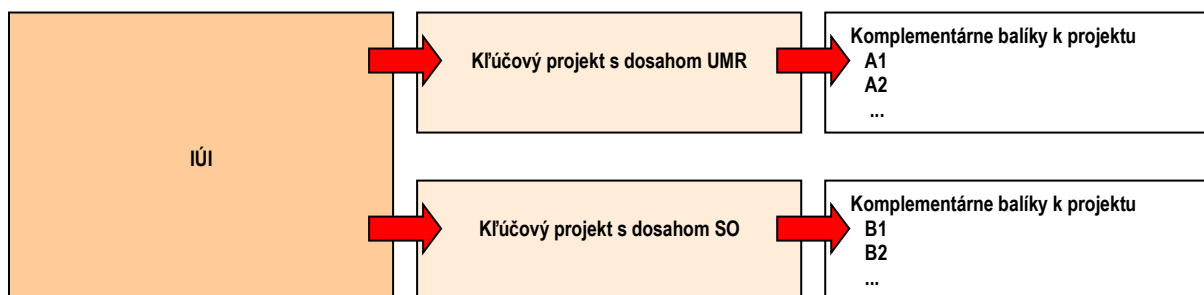 IÚI
Kľúčový projekt s dosahom UMR
Komplementárne balíky k projektu
A1
A2
...
Kľúčový projekt s dosahom SO
Komplementárne balíky k projektu
B1
B2
...